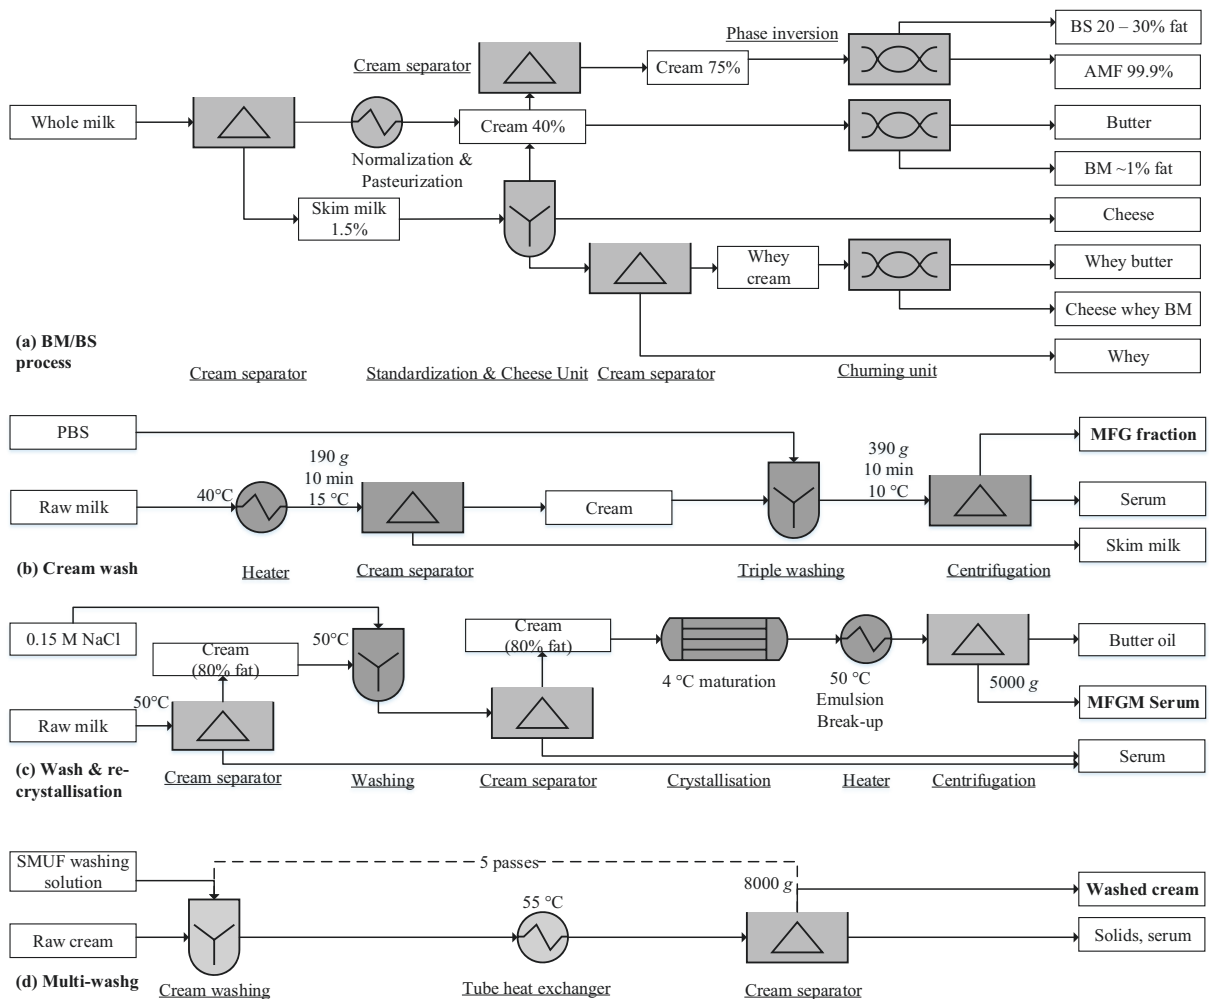 BS 20 – 30% fat
Phase inversion
Cream separator
Cream 75%
AMF 99.9%
Whole milk
Cream 40%
Butter
Normalization &
Pasteurization
BM ~1% fat
Skim milk
1.5%
Cheese
Whey
cream
Whey butter
Cheese whey BM
(a) BM/BS
process
Whey
Cream separator
Standardization & Cheese Unit
Cream separator
Churning unit
PBS
MFG fraction
190 g
10 min
15 °C
390 g
10 min
10 °C
40°C
Raw milk
Cream
Serum
Skim milk
(b) Cream wash
Heater
Cream separator
Triple washing
Centrifugation
0.15 M NaCl
Cream
(80% fat)
50°C
Cream
(80% fat)
Butter oil
4 °C maturation
50 °C
Emulsion
Break-up
5000 g
MFGM Serum
50°C
Raw milk
Serum
(c) Wash & re-
crystallisation
Cream separator
Washing
Cream separator
Crystallisation
Heater
Centrifugation
SMUF washing
solution
5 passes
8000 g
Washed cream
55 °C
Raw cream
Solids, serum
(d) Multi-washg
Cream washing
Tube heat exchanger
Cream separator